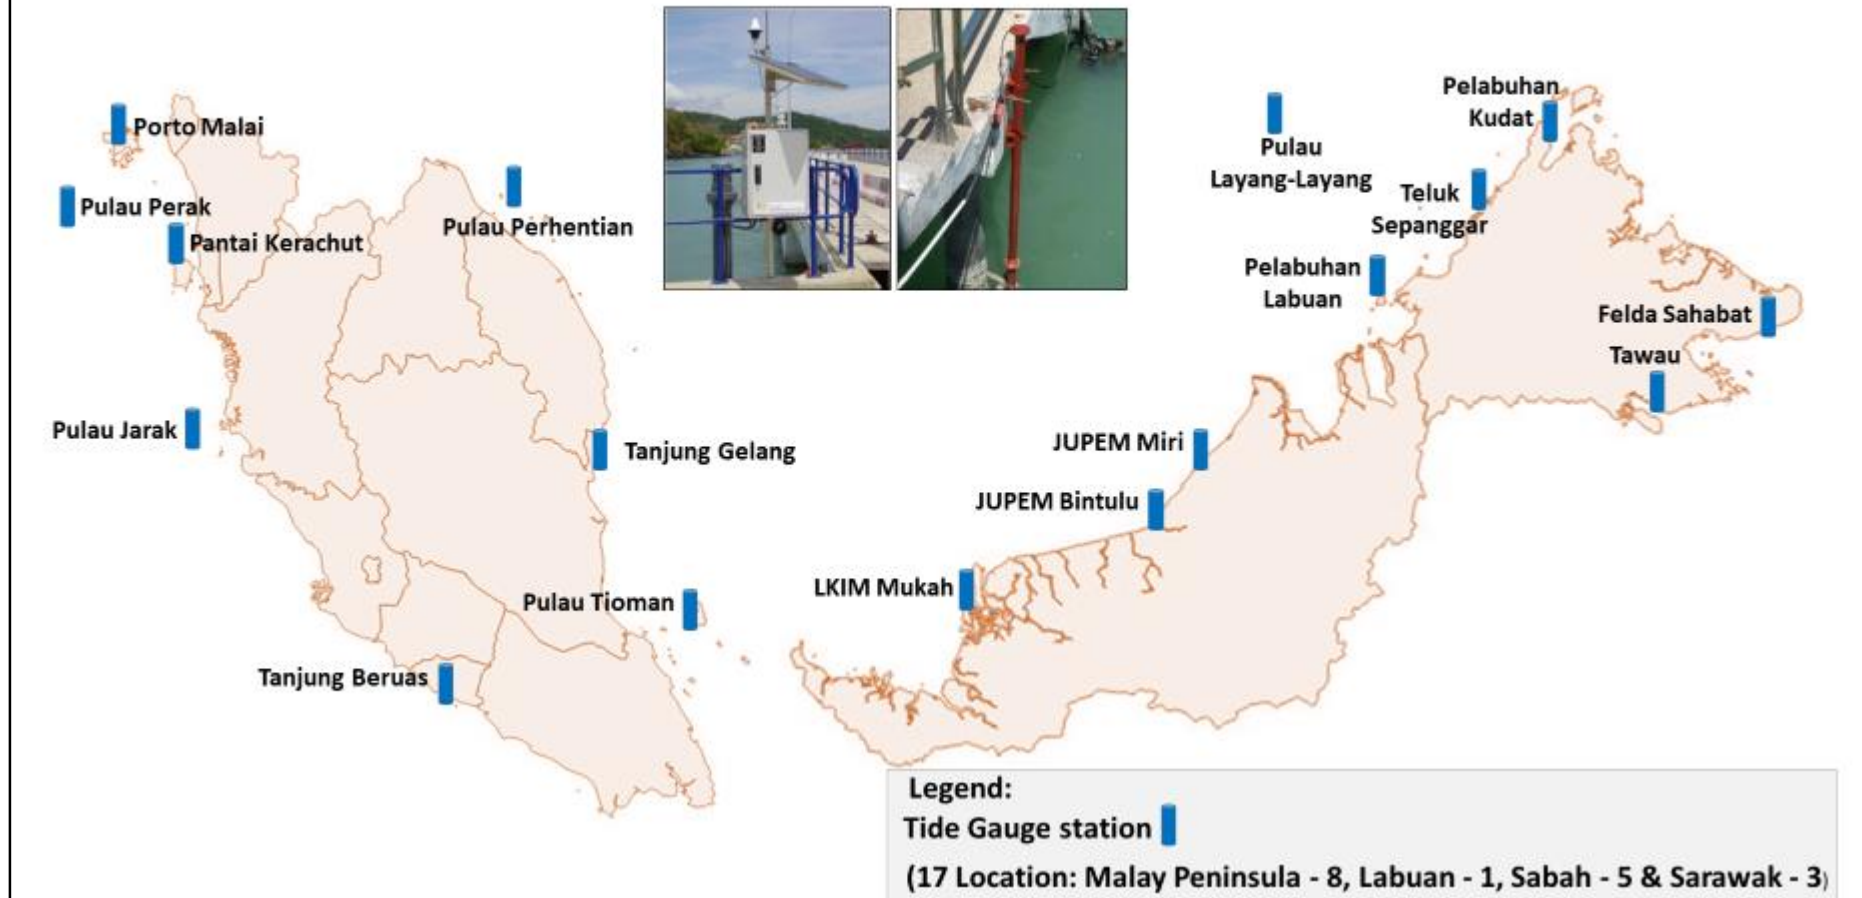 Porto Malai
Pulau Perak
Pantai Kerachut
Pulau Perhentian
Pulau Jarak
Tanjung Gelang
Pulau Tioman
Tanjung Beruas
Pulau
Layang-Layang
Pelabuhan
Kudat
Teluk
Sepanggar
Pelabuhan
Labuan
Felda Sahabat
Tawau
JUPEM Miri
JUPEM Bintulu
LKIM Mukah
Legend:
Tide Gauge station
(17 Location: Malay Peninsula - 8, Labuan - 1, Sabah - 5 & Sarawak - 3)